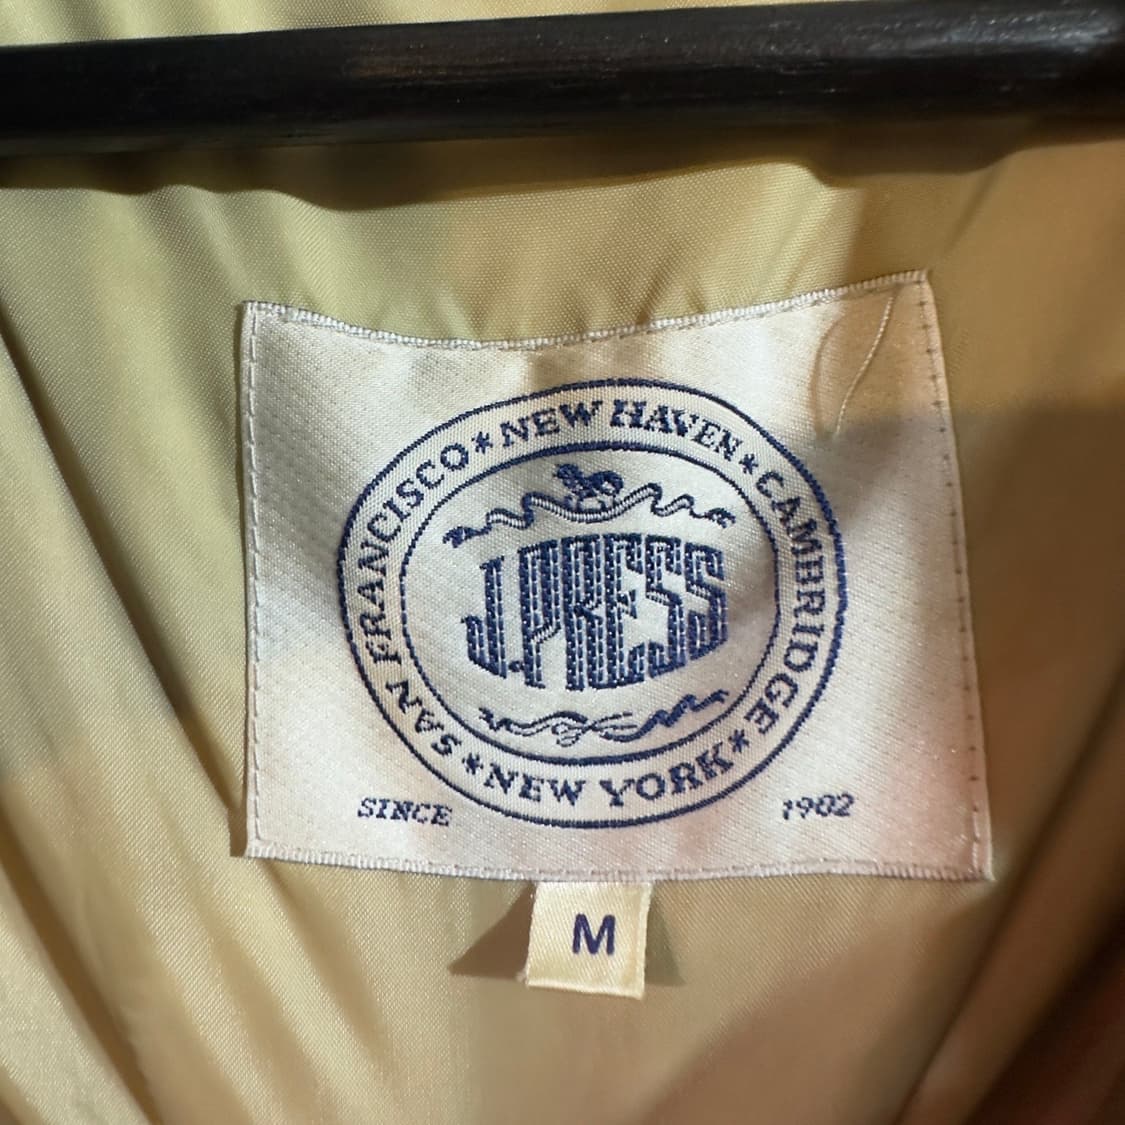 SAN FRANCISCO * NEW HAVEN * CAMBRIDGE * NEW YORK *
J.PRESS
SINCE 1902
M